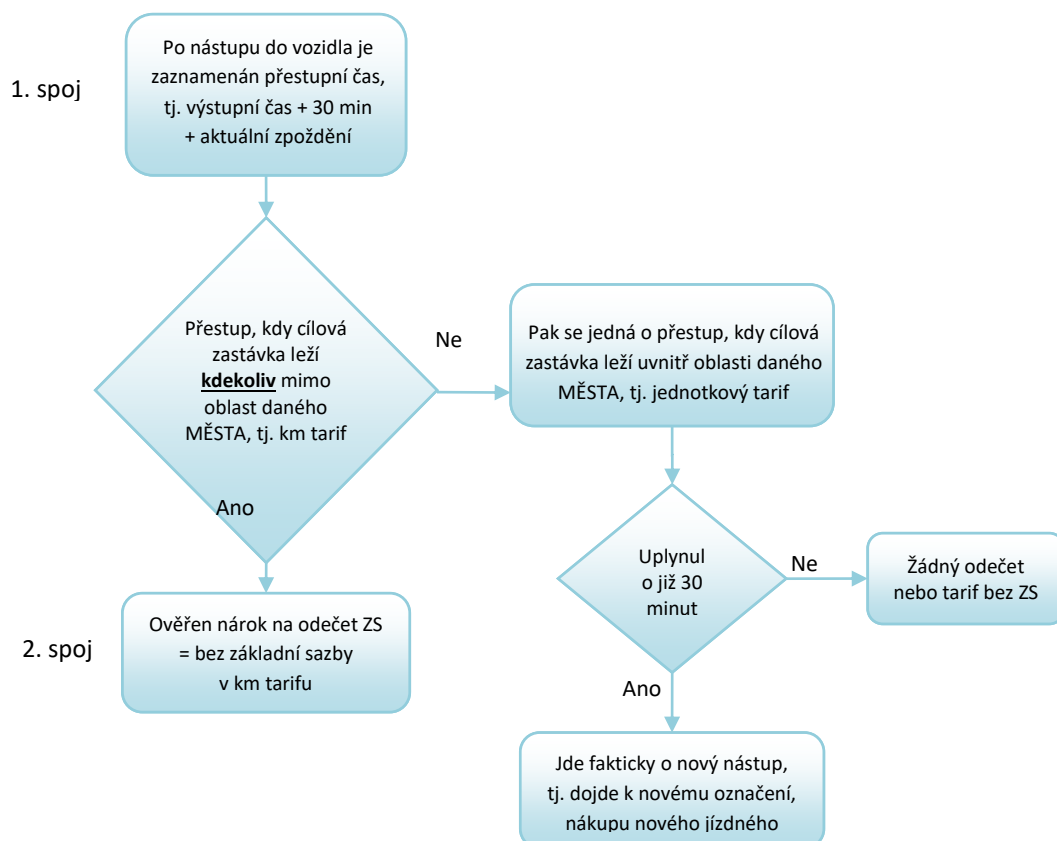 1. spoj
Po nástupu do vozidla je
zaznamenán přestupní čas,
tj. výstupní čas + 30 min
+ aktuální zpoždění
Přestup, kdy cílová
zastávka leží
kdekoliv mimo
oblast daného
MĚSTA, tj. km tarif
Ne
Pak se jedná o přestup, kdy cílová
zastávka leží uvnitř oblasti daného
MĚSTA, tj. jednotkový tarif
Ano
Uplynul
o již 30
minut
Ne
Žádný odečet
nebo tarif bez ZS
2. spoj
Ověřen nárok na odečet ZS
= bez základní sazby
v km tarifu
Ano
Jde fakticky o nový nástup,
tj. dojde k novému označení,
nákupu nového jízdného